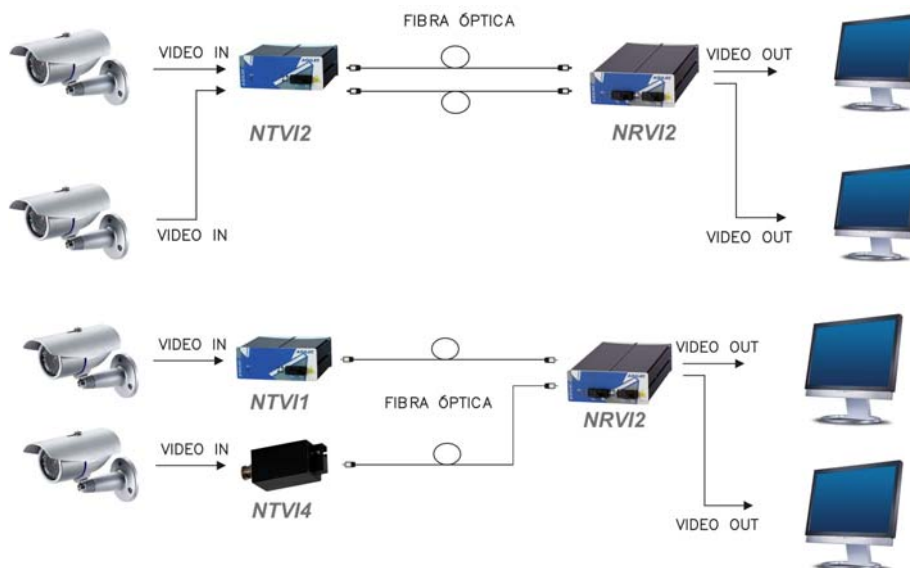 FIBRA ÓPTICA
VIDEO IN
VIDEO OUT
NTVI2
NRVI2
VIDEO IN
VIDEO OUT
VIDEO IN
VIDEO OUT
NTVI1
FIBRA ÓPTICA
NRVI2
VIDEO IN
NTVI4
VIDEO OUT